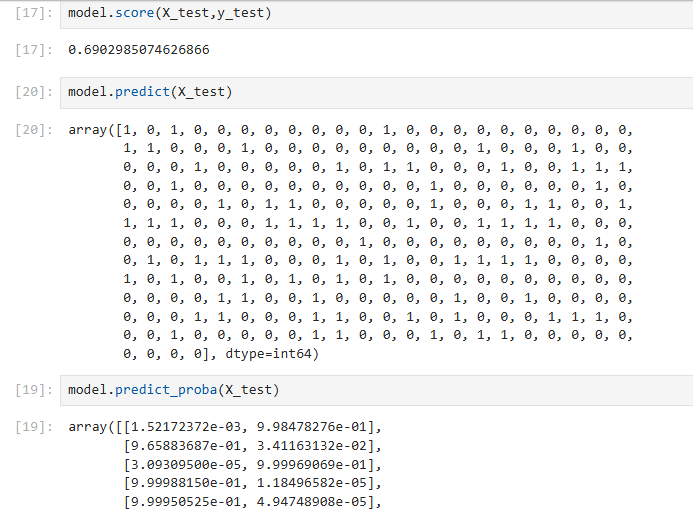 [17]: model.score(X_test,y_test)
[17]: 0.6902985074626866
[20]: model.predict(X_test)
[20]: array([1, 0, 1, 0, 0, 0, 0, 0, 0, 0, 0, 1, 0, 0, 0, 0, 0, 0, 0, 0, 0, 0,
1, 1, 0, 0, 0, 1, 0, 0, 0, 0, 0, 0, 0, 0, 0, 1, 0, 0, 0, 1, 0, 0,
0, 0, 0, 1, 0, 0, 0, 0, 0, 1, 0, 1, 1, 0, 0, 0, 1, 0, 0, 1, 1, 1,
0, 0, 1, 0, 0, 0, 0, 0, 0, 0, 0, 0, 0, 1, 0, 0, 0, 0, 0, 0, 1, 0,
0, 0, 0, 0, 1, 0, 1, 1, 0, 0, 0, 0, 0, 1, 0, 0, 0, 1, 1, 0, 0, 1,
1, 1, 1, 0, 0, 0, 1, 1, 1, 1, 0, 0, 1, 0, 0, 1, 1, 1, 1, 0, 0, 0,
0, 0, 0, 0, 0, 0, 0, 0, 0, 0, 1, 0, 0, 0, 0, 0, 0, 0, 0, 0, 1, 0,
0, 1, 0, 1, 1, 1, 0, 0, 0, 1, 0, 1, 0, 0, 1, 1, 1, 1, 0, 0, 0, 0,
1, 0, 1, 0, 0, 1, 0, 1, 0, 1, 0, 1, 0, 0, 0, 0, 0, 0, 0, 0, 0, 0,
0, 0, 0, 0, 1, 1, 0, 0, 1, 0, 0, 0, 0, 0, 1, 0, 0, 1, 0, 0, 0, 0,
0, 0, 0, 1, 1, 0, 0, 0, 1, 1, 0, 0, 1, 0, 1, 0, 0, 0, 1, 1, 1, 0,
0, 0, 1, 0, 0, 0, 0, 0, 1, 1, 0, 0, 0, 1, 0, 1, 1, 0, 0, 0, 0, 0,
0, 0, 0, 0], dtype=int64)
[19]: model.predict_proba(X_test)
[19]: array([[1.52172372e-03, 9.98478276e-01],
[9.65883687e-01, 3.41163132e-02],
[3.09309500e-05, 9.99969069e-01],
[9.99988150e-01, 1.18496582e-05],
[9.99950525e-01, 4.94748908e-05],